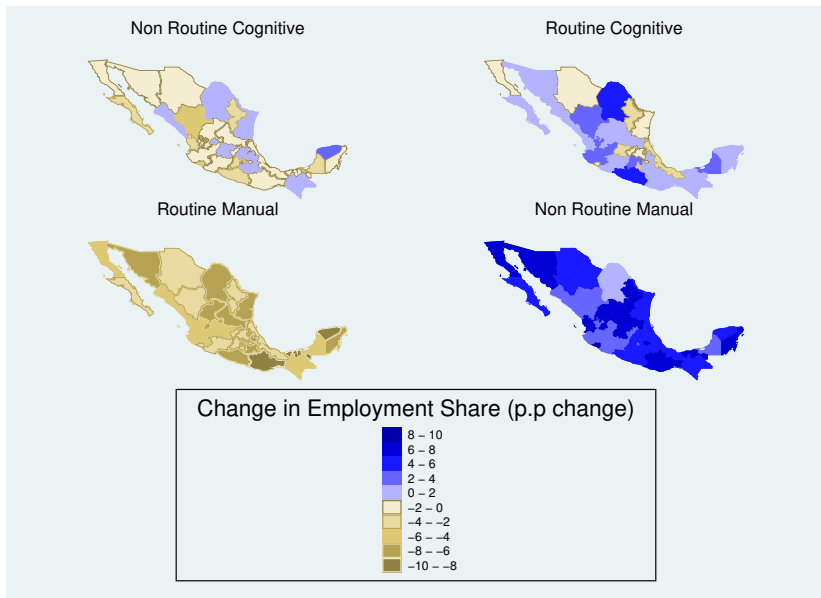 Non Routine Cognitive
Routine Cognitive
Routine Manual
Non Routine Manual
Change in Employment Share (p.p change)
8 − 10
6 − 8
4 − 6
2 − 4
0 − 2
−2 − 0
−4 − −2
−6 − −4
−8 − −6
−10 − −8